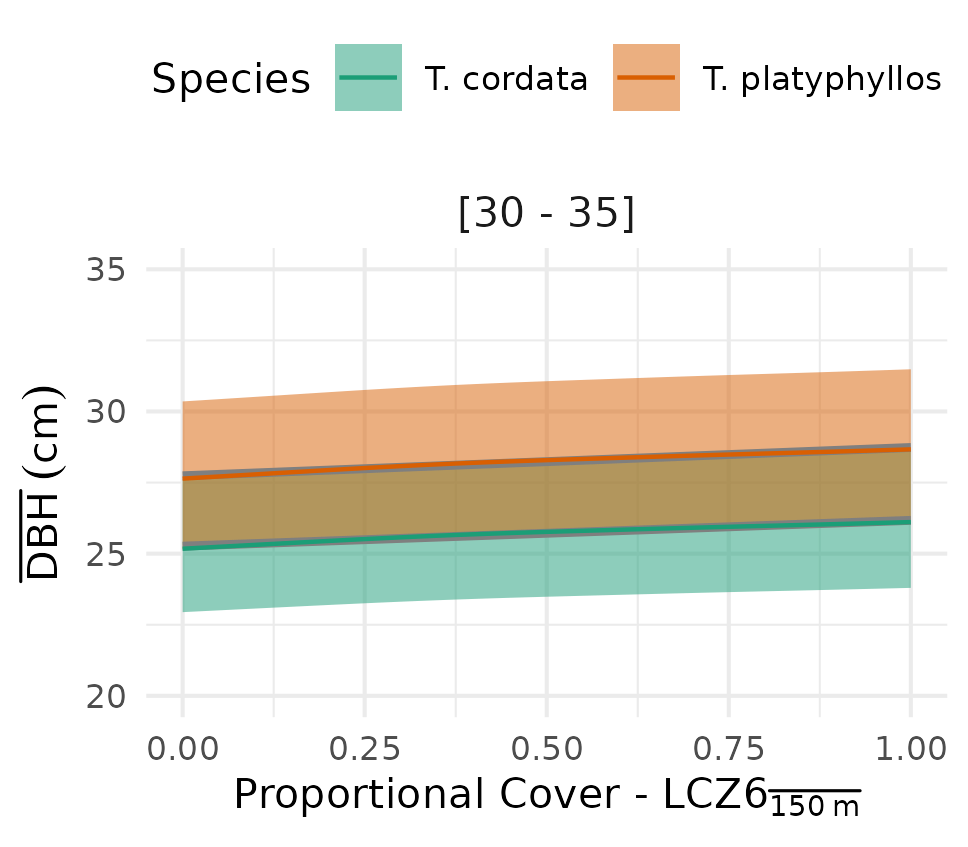 Species T. cordata T. platyphyllos
[30 - 35]
35
30
25
20
DBH (cm)
0.00 0.25 0.50 0.75 1.00
Proportional Cover - LCZ6 150 m